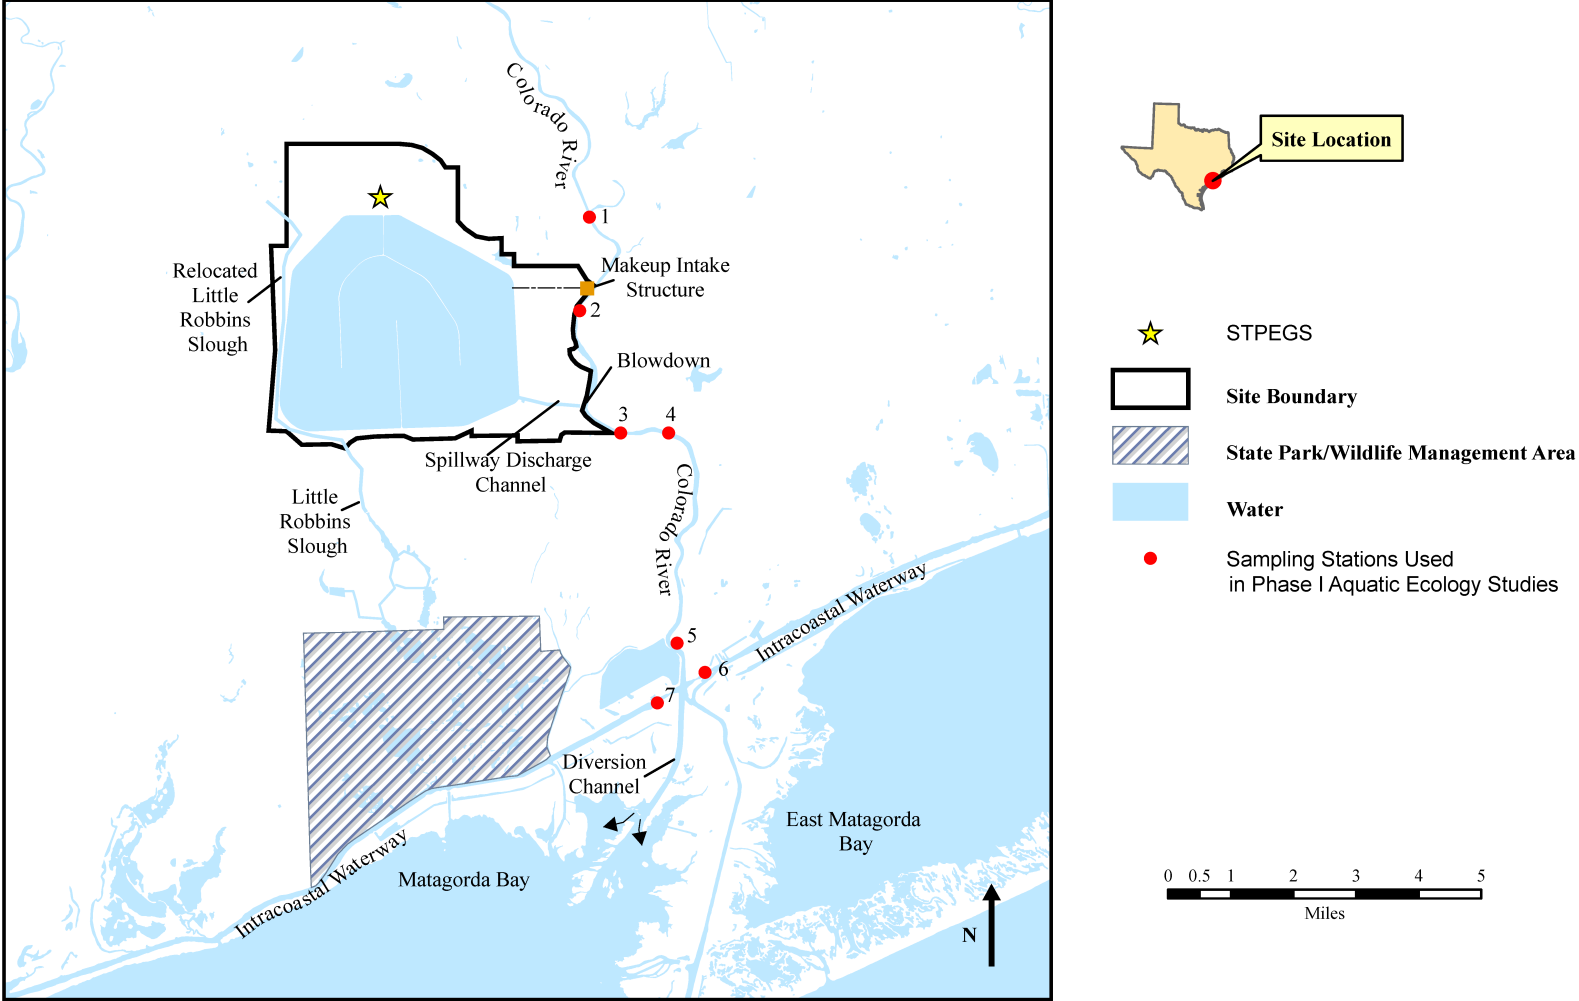 Colorado River
1
Makeup Intake
Structure
2
Relocated
Little
Robbins
Slough
Blowdown
3
4
Spillway Discharge
Channel
Colorado River
Little
Robbins
Slough
Intracoastal Waterway
5
6
7
Diversion
Channel
East Matagorda
Bay
Matagorda Bay
Intracoastal Waterway
N
Site Location
STPEGS
Site Boundary
State Park/Wildlife Management Area
Water
Sampling Stations Used
in Phase I Aquatic Ecology Studies
0 0.5 1 2 3 4 5
Miles